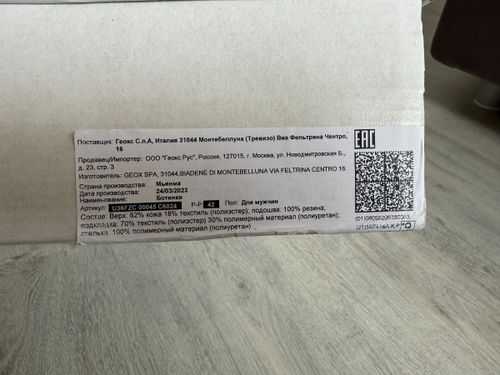 Поставщик: Геокс С.п.А, Италия 31044 Монтебеллуна (Тревизо) Виа Фельтрина Чентро,
16
Продавец/Импортер: ООО "Геокс Рус", Россия, 127015, г. Москва, ул. Новодмитровская Б.,
д. 23, стр. 3
Изготовитель: GEOX SPA, 31044,BIADENE DI MONTEBELLUNA VIA FELTRINA CENTRO 16
Страна производства: Мьянма
Дата производства: 24/03/2023
Наименование: Ботинки
Артикул: U36FZC 00045 C6024 Р-Р: 42 Пол: Для мужчин
Состав: Верх: 82% кожа 18% текстиль (полиэстер); подошва: 100% резина;
подкладка: 70% текстиль (полиэстер) 30% полимерный материал (полиуретан);
стелька: 100% полимерный материал (полиуретан)
EAC